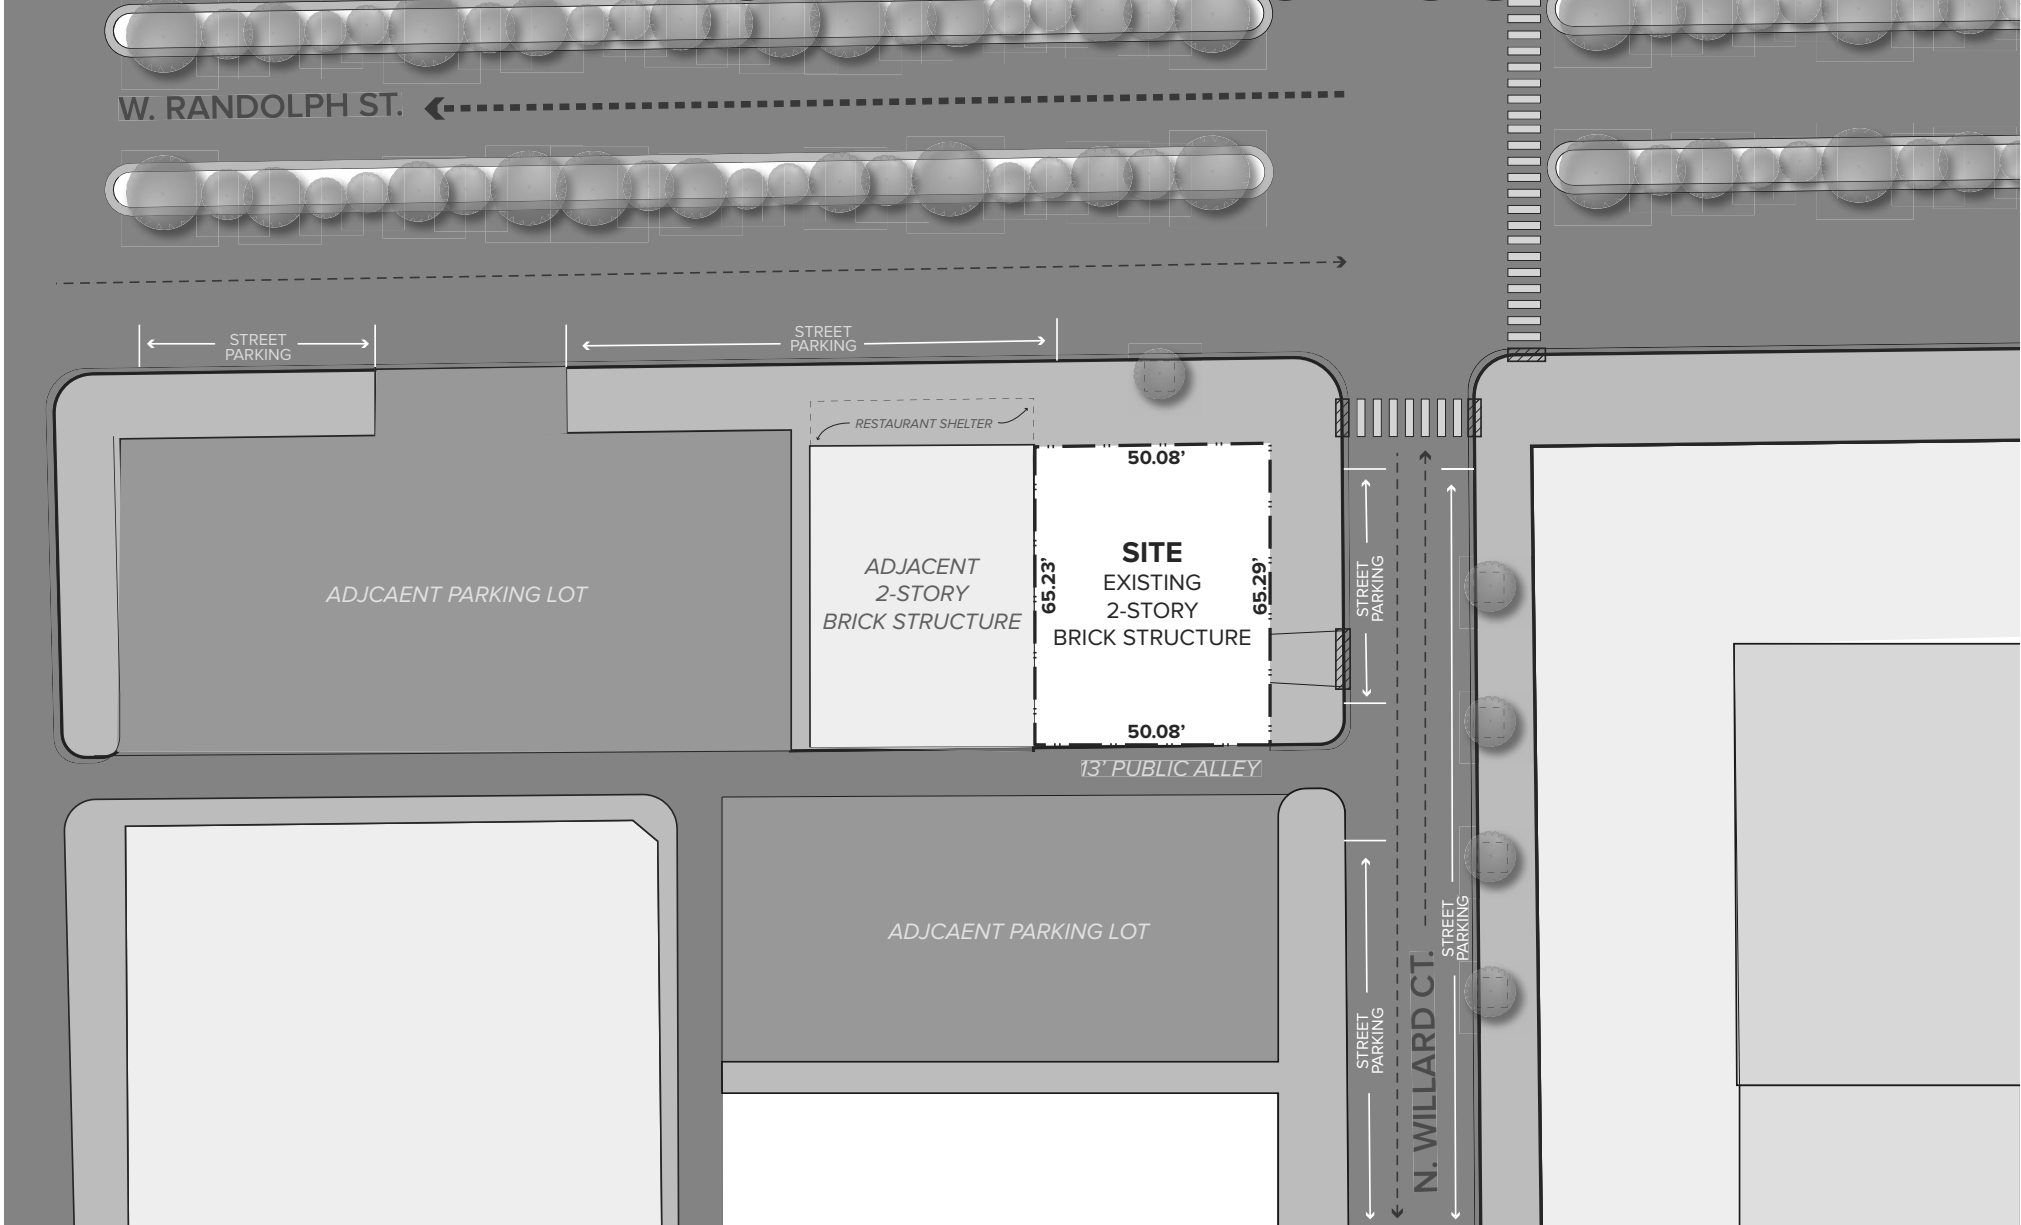 W. RANDOLPH ST.
STREET
PARKING
STREET
PARKING
RESTAURANT SHELTER
50.08’
ADJCAENT PARKING LOT
ADJACENT
2-STORY
BRICK STRUCTURE
65.23’
SITE
EXISTING
2-STORY
BRICK STRUCTURE
65.29’
STREET
PARKING
50.08’
13’ PUBLIC ALLEY
ADJCAENT PARKING LOT
STREET
PARKING
STREET
PARKING
N. WILLARD CT.